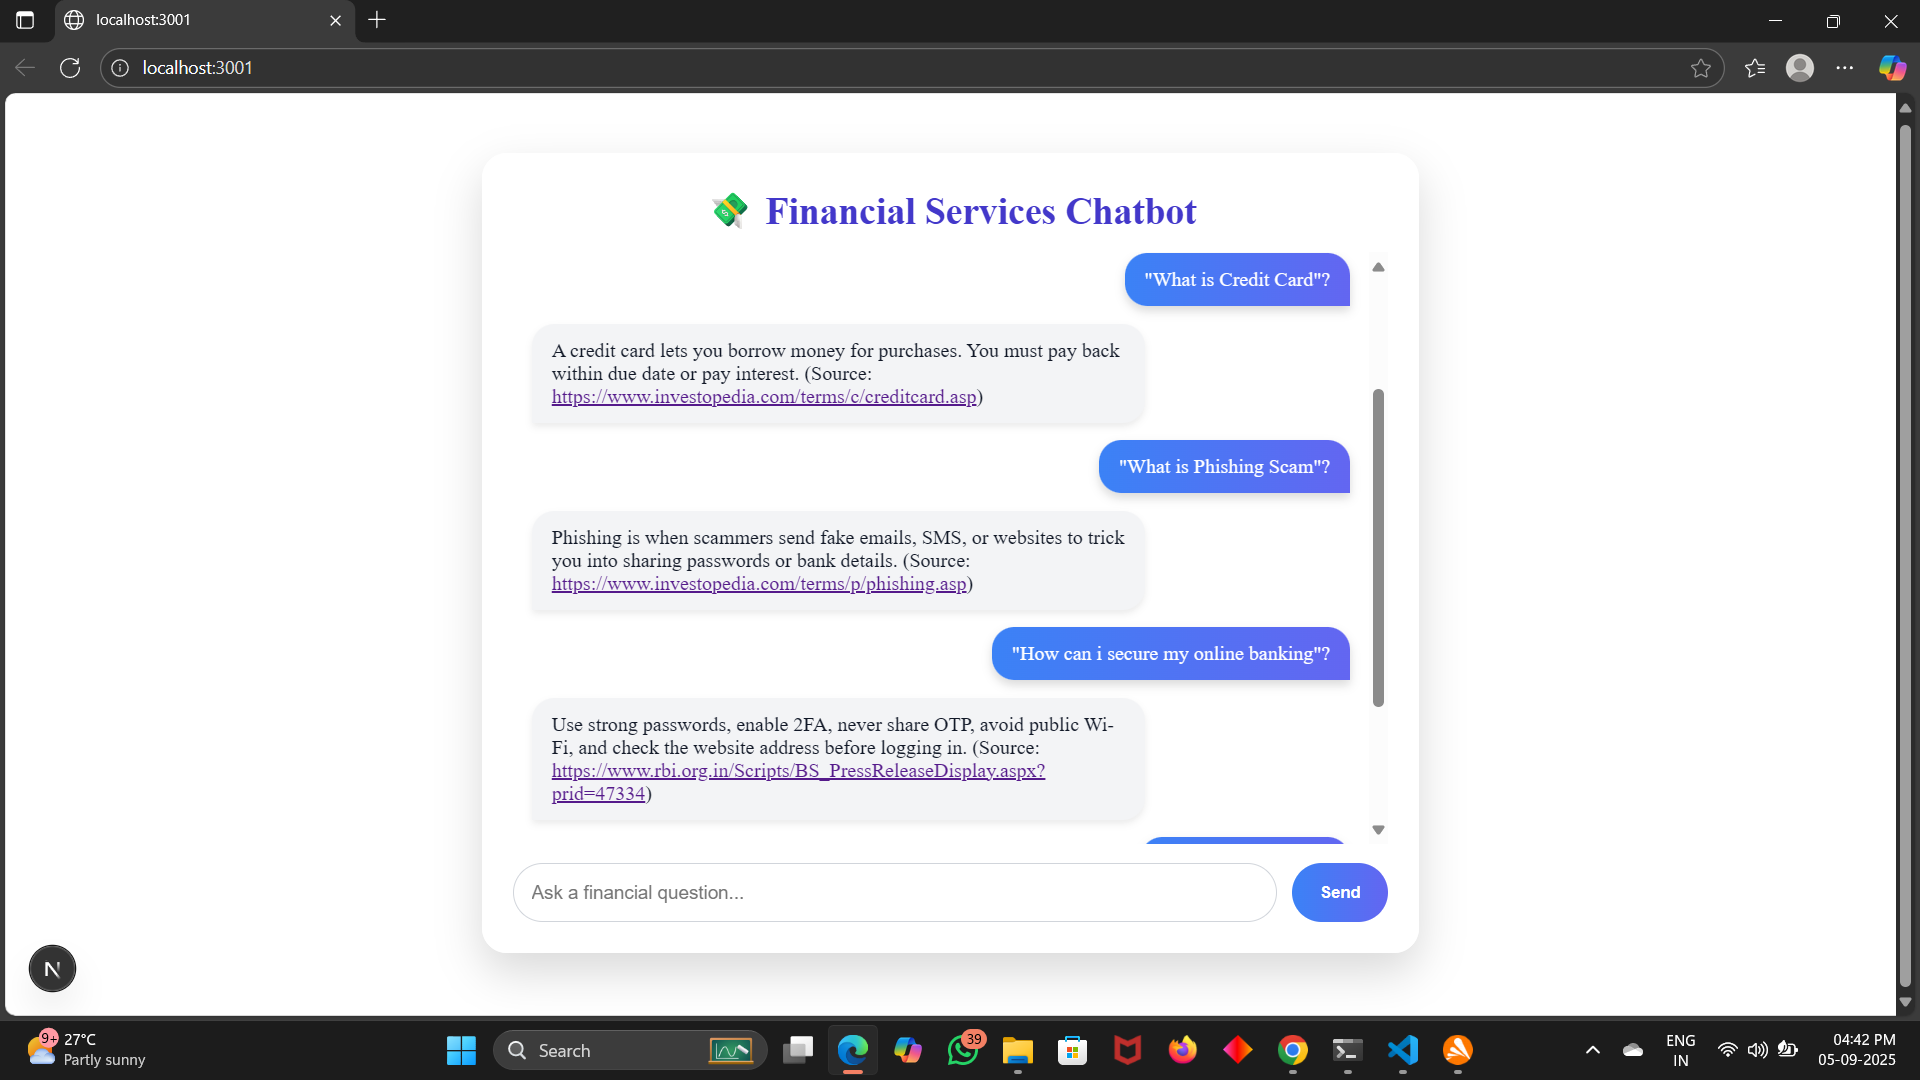 localhost:3001
localhost:3001
💸 Financial Services Chatbot
"What is Credit Card"?
A credit card lets you borrow money for purchases. You must pay back
within due date or pay interest. (Source:
https://www.investopedia.com/terms/c/creditcard.asp)
"What is Phishing Scam"?
Phishing is when scammers send fake emails, SMS, or websites to trick
you into sharing passwords or bank details. (Source:
https://www.investopedia.com/terms/p/phishing.asp)
"How can i secure my online banking"?
Use strong passwords, enable 2FA, never share OTP, avoid public Wi-
Fi, and check the website address before logging in. (Source:
https://www.rbi.org.in/Scripts/BS_PressReleaseDisplay.aspx?
prid=47334)
Ask a financial question...
Send
N
9+
27°C
Partly sunny
Search
39
ENG
IN
04:42 PM
05-09-2025